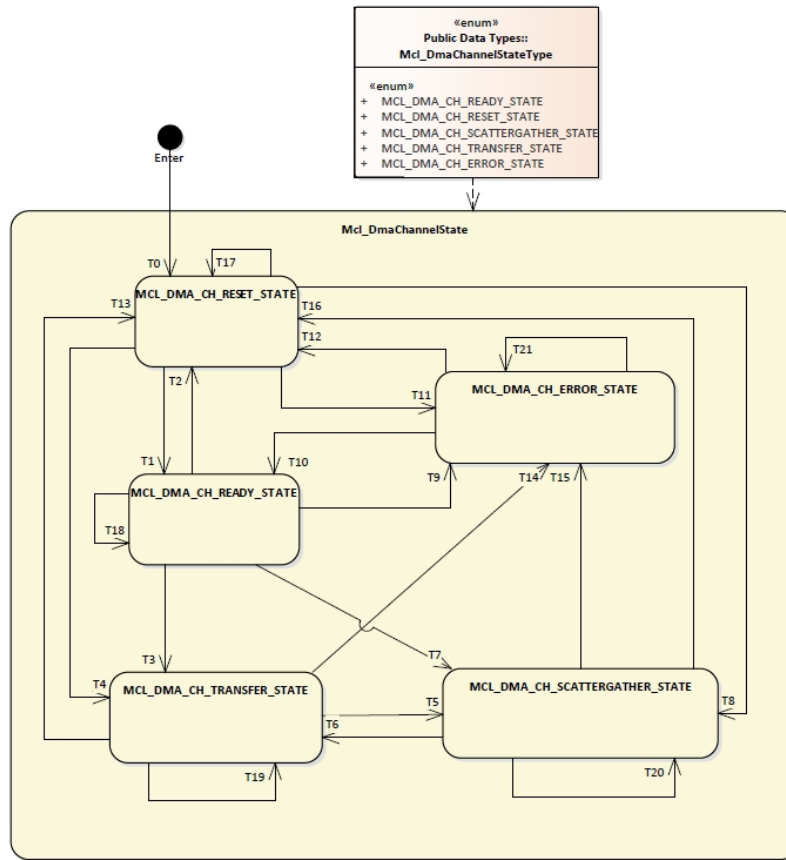 «enum»
Public Data Types::
Mcl_DmaChannelStateType
«enum»
+ MCL_DMA_CH_READY_STATE
+ MCL_DMA_CH_RESET_STATE
+ MCL_DMA_CH_SCATTERGATHER_STATE
+ MCL_DMA_CH_TRANSFER_STATE
+ MCL_DMA_CH_ERROR_STATE
Enter
Mcl_DmaChannelState
T0
T17
MCL_DMA_CH_RESET_STATE
T13
T16
T12
T21
T2
MCL_DMA_CH_ERROR_STATE
T11
T1
T10
T9
T14
T15
MCL_DMA_CH_READY_STATE
T18
T3
T7
T4
MCL_DMA_CH_TRANSFER_STATE
MCL_DMA_CH_SCATTERGATHER_STATE
T5
T8
T6
T19
T20